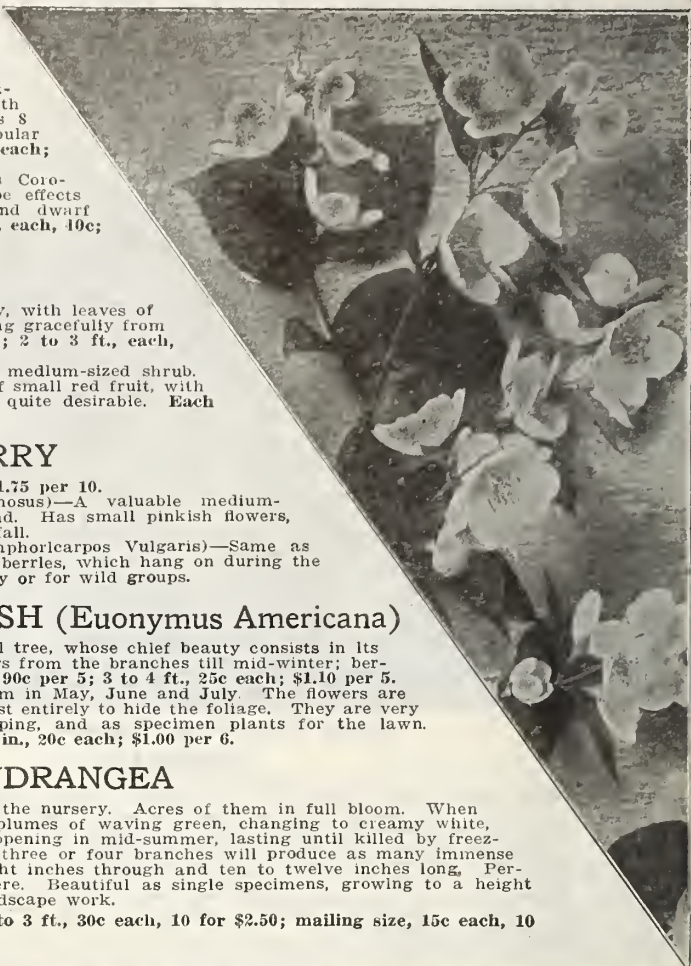 th
s 8
pular
each;
s Coro-
pe effects
nd dwarf
, each, 40c;
y, with leaves of
ng gracefully from
; 2 to 3 ft., each,
medium-sized shrub.
f small red fruit, with
quite desirable. Each
RRY
1.75 per 10.
nosus)—A valuable medium-
nd. Has small pinkish flowers,
fall.
nphoricarpos Vulgaris)—Same as
berries, which hang on during the
y or for wild groups.
SH (Euonymus Americana)
l tree, whose chief beauty consists in its
rs from the branches till mid-winter; ber-
90c per 5; 3 to 4 ft., 25c each; $1.10 per 5.
m in May, June and July. The flowers are
st entirely to hide the foliage. They are very
ping, and as specimen plants for the lawn.
in., 20c each; $1.00 per 6.
YDRANGEA
the nursery. Acres of them in full bloom. When
plumes of waving green, changing to creamy white,
opening in mid-summer, lasting until killed by freez-
three or four branches will produce as many immense
ht inches through and ten to twelve inches long. Per-
ere. Beautiful as single specimens, growing to a height
dscape work.
to 3 ft., 30c each, 10 for $2.50; mailing size, 15c each, 10